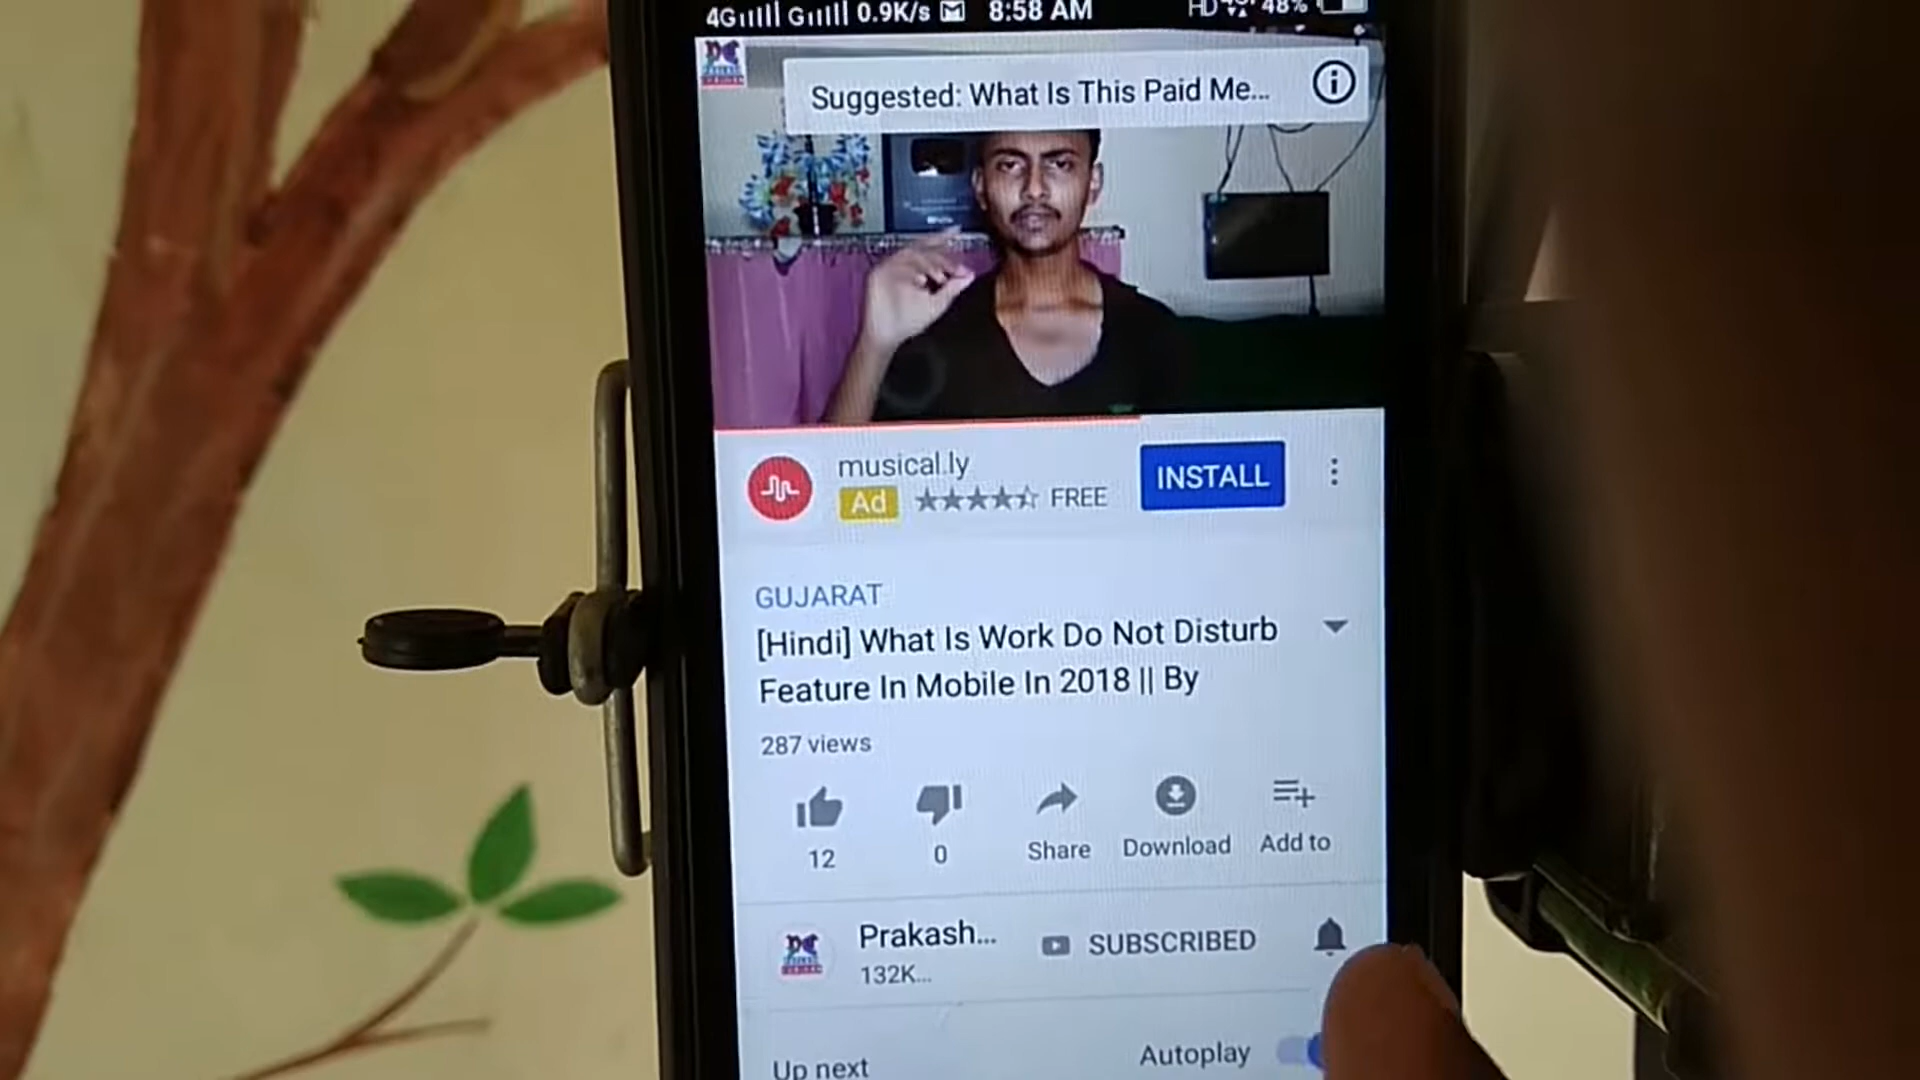 4G G 0.9K/s 8:58 AM HD 48%
Suggested: What Is This Paid Me...
musical.ly
Ad FREE INSTALL
GUJARAT
[Hindi] What Is Work Do Not Disturb
Feature In Mobile In 2018 || By
287 views
12 0 Share Download Add to
Prakash... SUBSCRIBED
132K...
Up next Autoplay